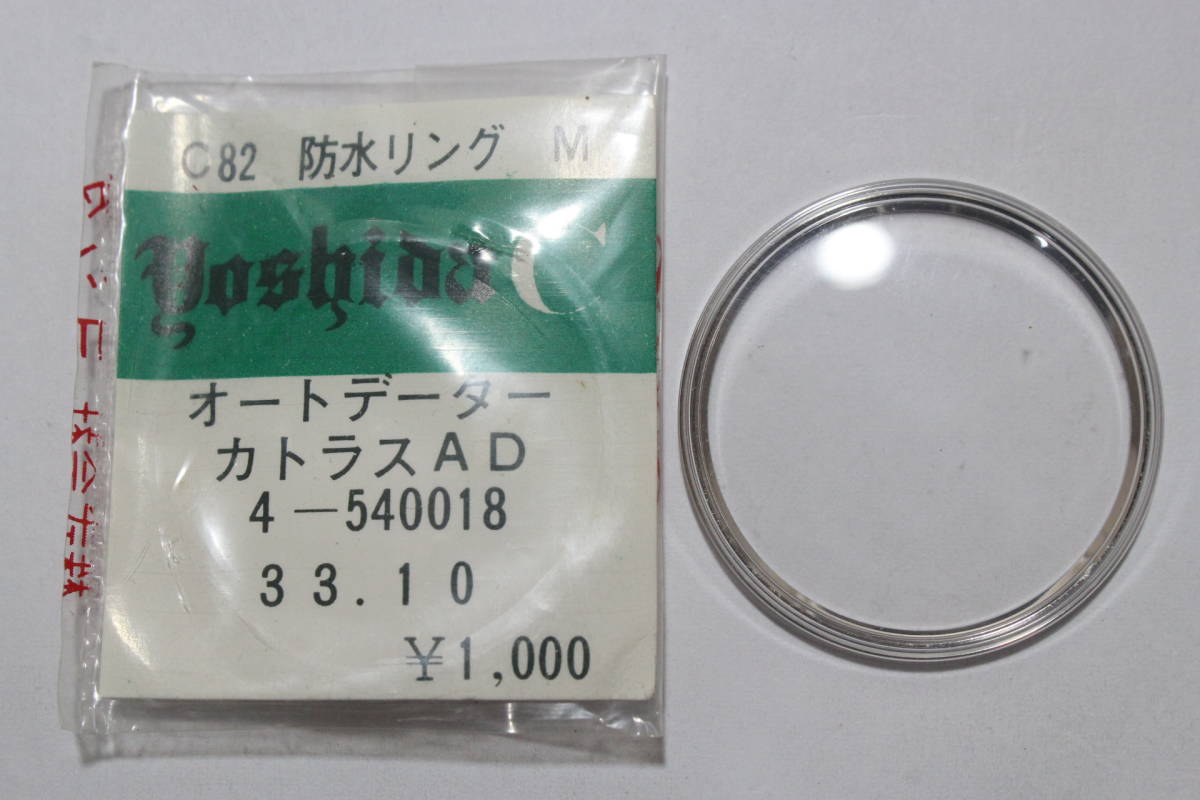 C82 防水リング M
Yoshida
オートデーター
カトラスAD
4－540018
33.10
¥1,000